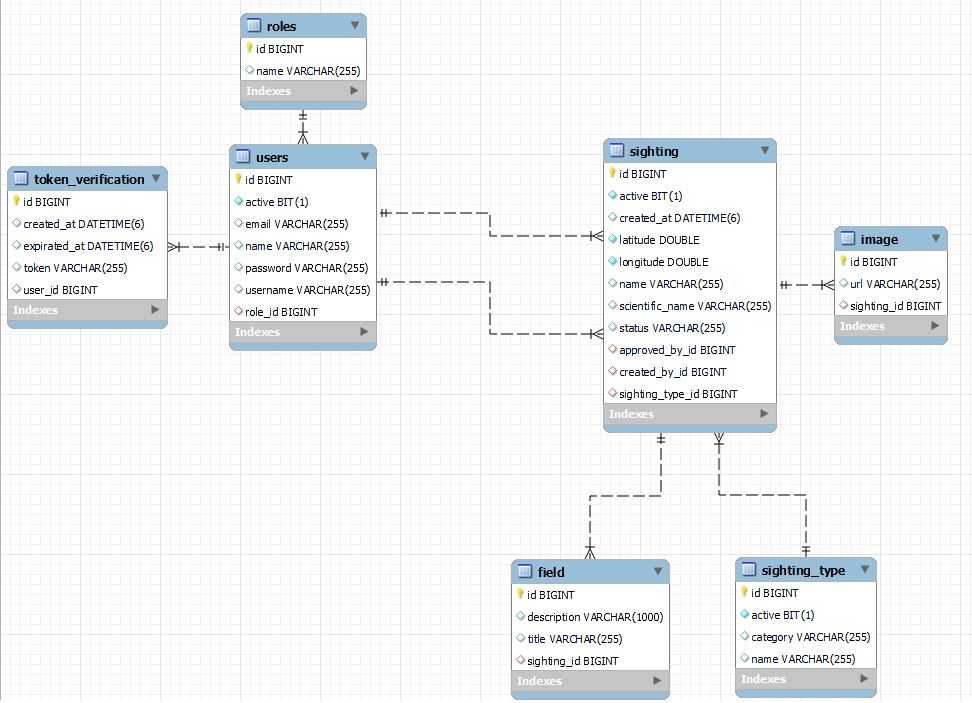 roles
id BIGINT
name VARCHAR(255)
Indexes
token_verification
id BIGINT
created_at DATETIME(6)
expirated_at DATETIME(6)
token VARCHAR(255)
user_id BIGINT
Indexes
users
id BIGINT
active BIT(1)
email VARCHAR(255)
name VARCHAR(255)
password VARCHAR(255)
username VARCHAR(255)
role_id BIGINT
Indexes
sighting
id BIGINT
active BIT(1)
created_at DATETIME(6)
latitude DOUBLE
longitude DOUBLE
name VARCHAR(255)
scientific_name VARCHAR(255)
status VARCHAR(255)
approved_by_id BIGINT
created_by_id BIGINT
sighting_type_id BIGINT
Indexes
image
id BIGINT
url VARCHAR(255)
sighting_id BIGINT
Indexes
field
id BIGINT
description VARCHAR(1000)
title VARCHAR(255)
sighting_id BIGINT
Indexes
sighting_type
id BIGINT
active BIT(1)
category VARCHAR(255)
name VARCHAR(255)
Indexes